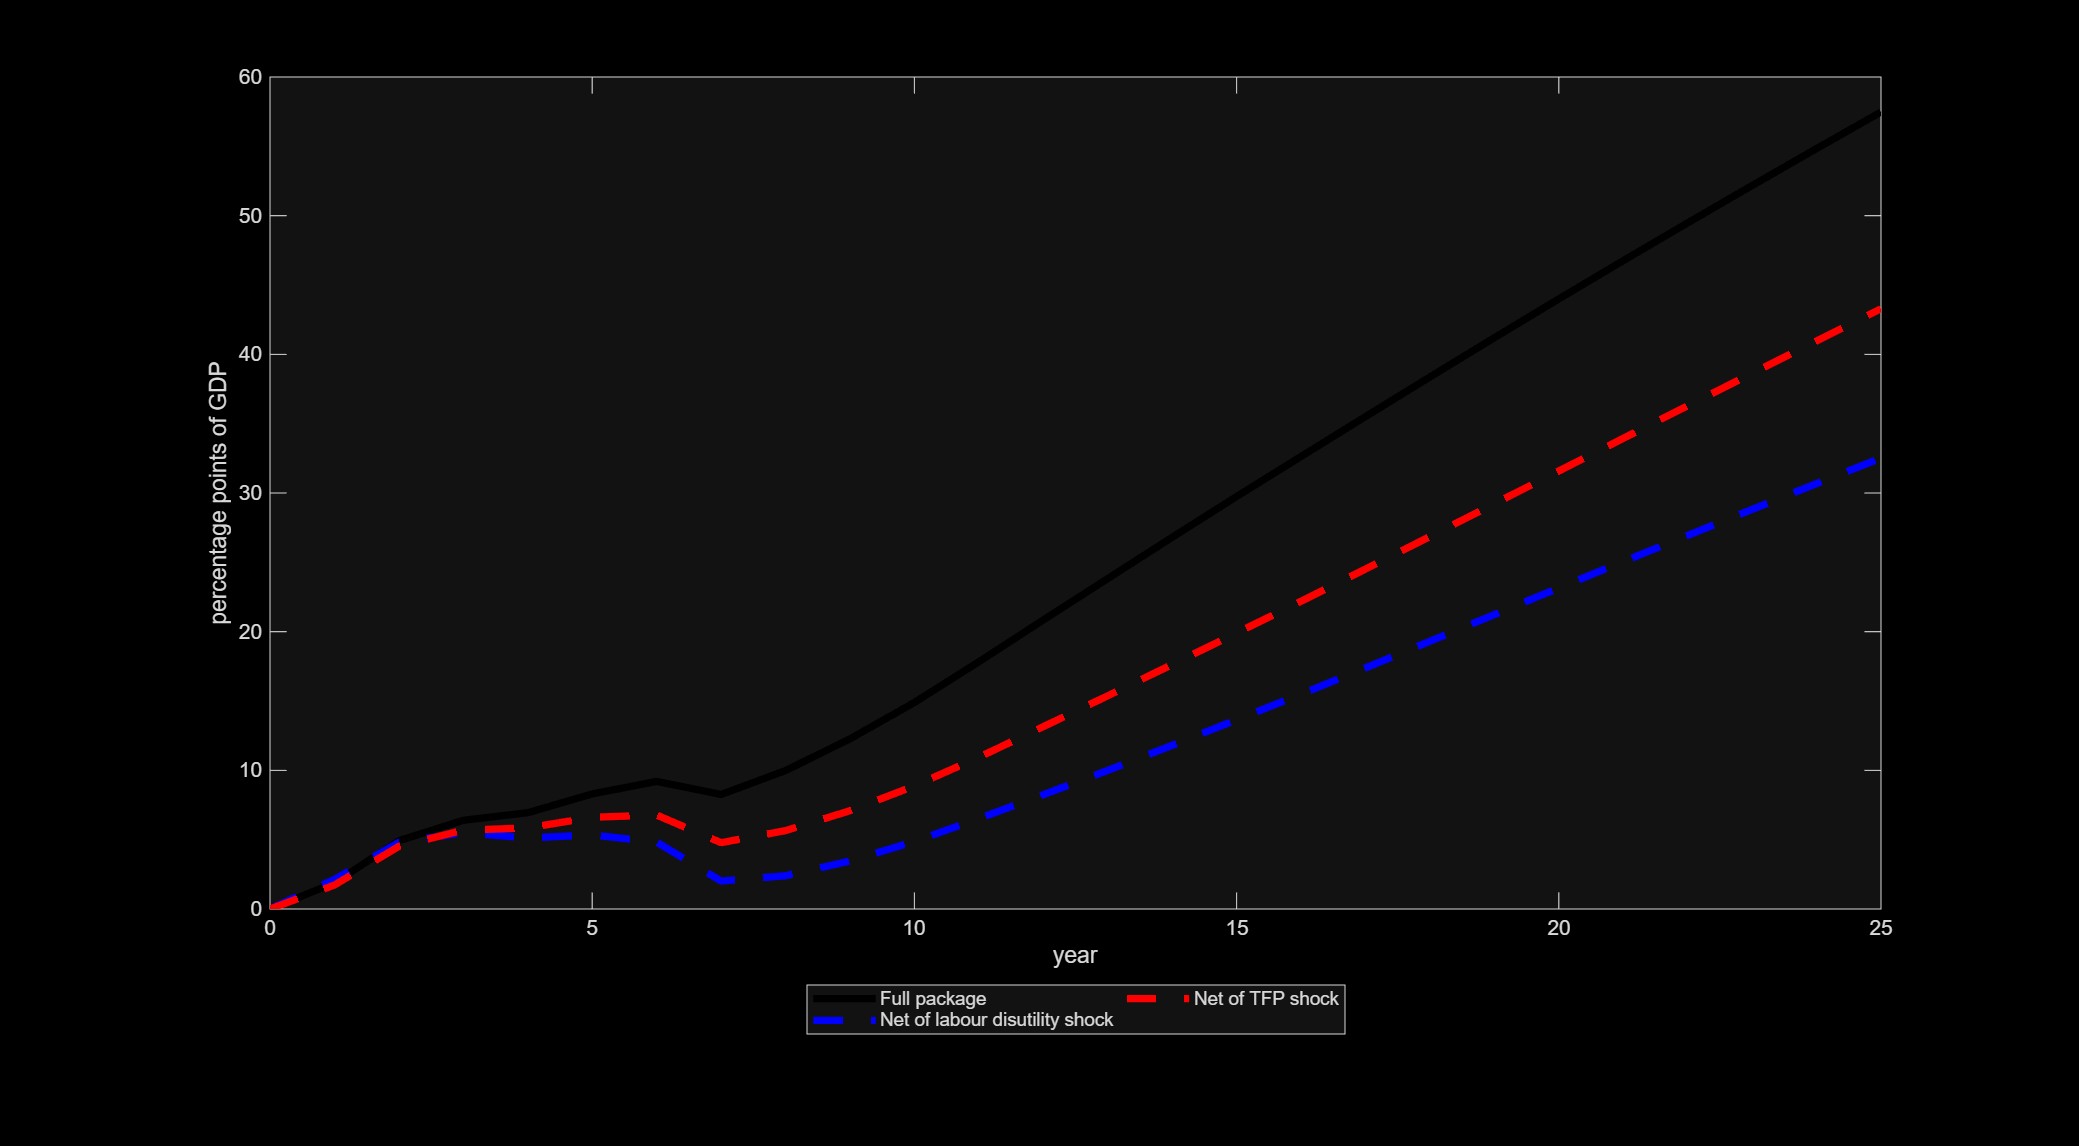 60
50
40
30
20
10
0
percentage points of GDP
0 5 10 15 20 25
year
Full package Net of TFP shock
Net of labour disutility shock